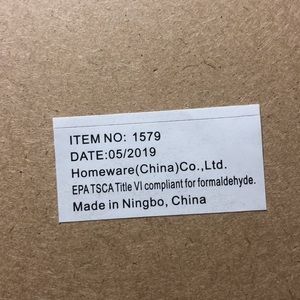 ITEM NO: 1579
DATE:05/2019
Homeware(China)Co.,Ltd.
EPA TSCA Title VI compliant for formaldehyde.
Made in Ningbo, China